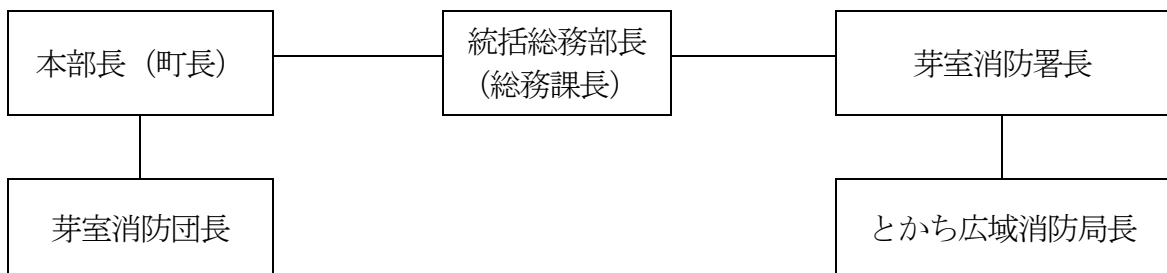 本部長（町長）
統括総務部長
（総務課長）
芽室消防署長
芽室消防団長
とかち広域消防局長